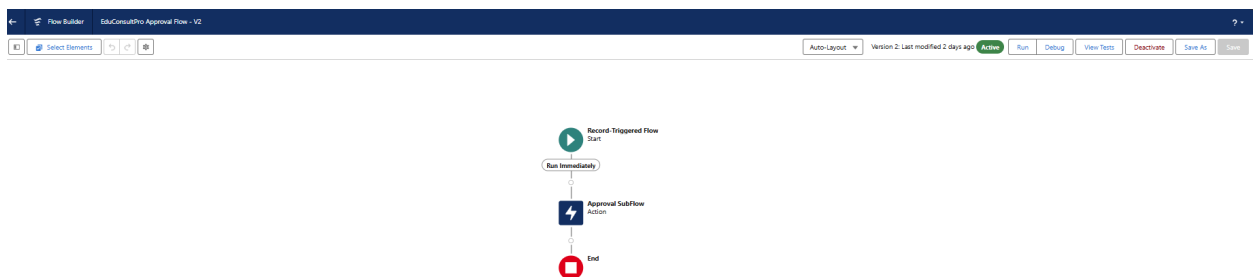 Flow Builder EduConsultPro Approval Flow - V2 ?
Select Elements Auto-Layout Version 2: Last modified 2 days ago Active Run Debug View Tests Deactivate Save As Save
Record-Triggered Flow
Start
Run Immediately
Approval SubFlow
Action
End